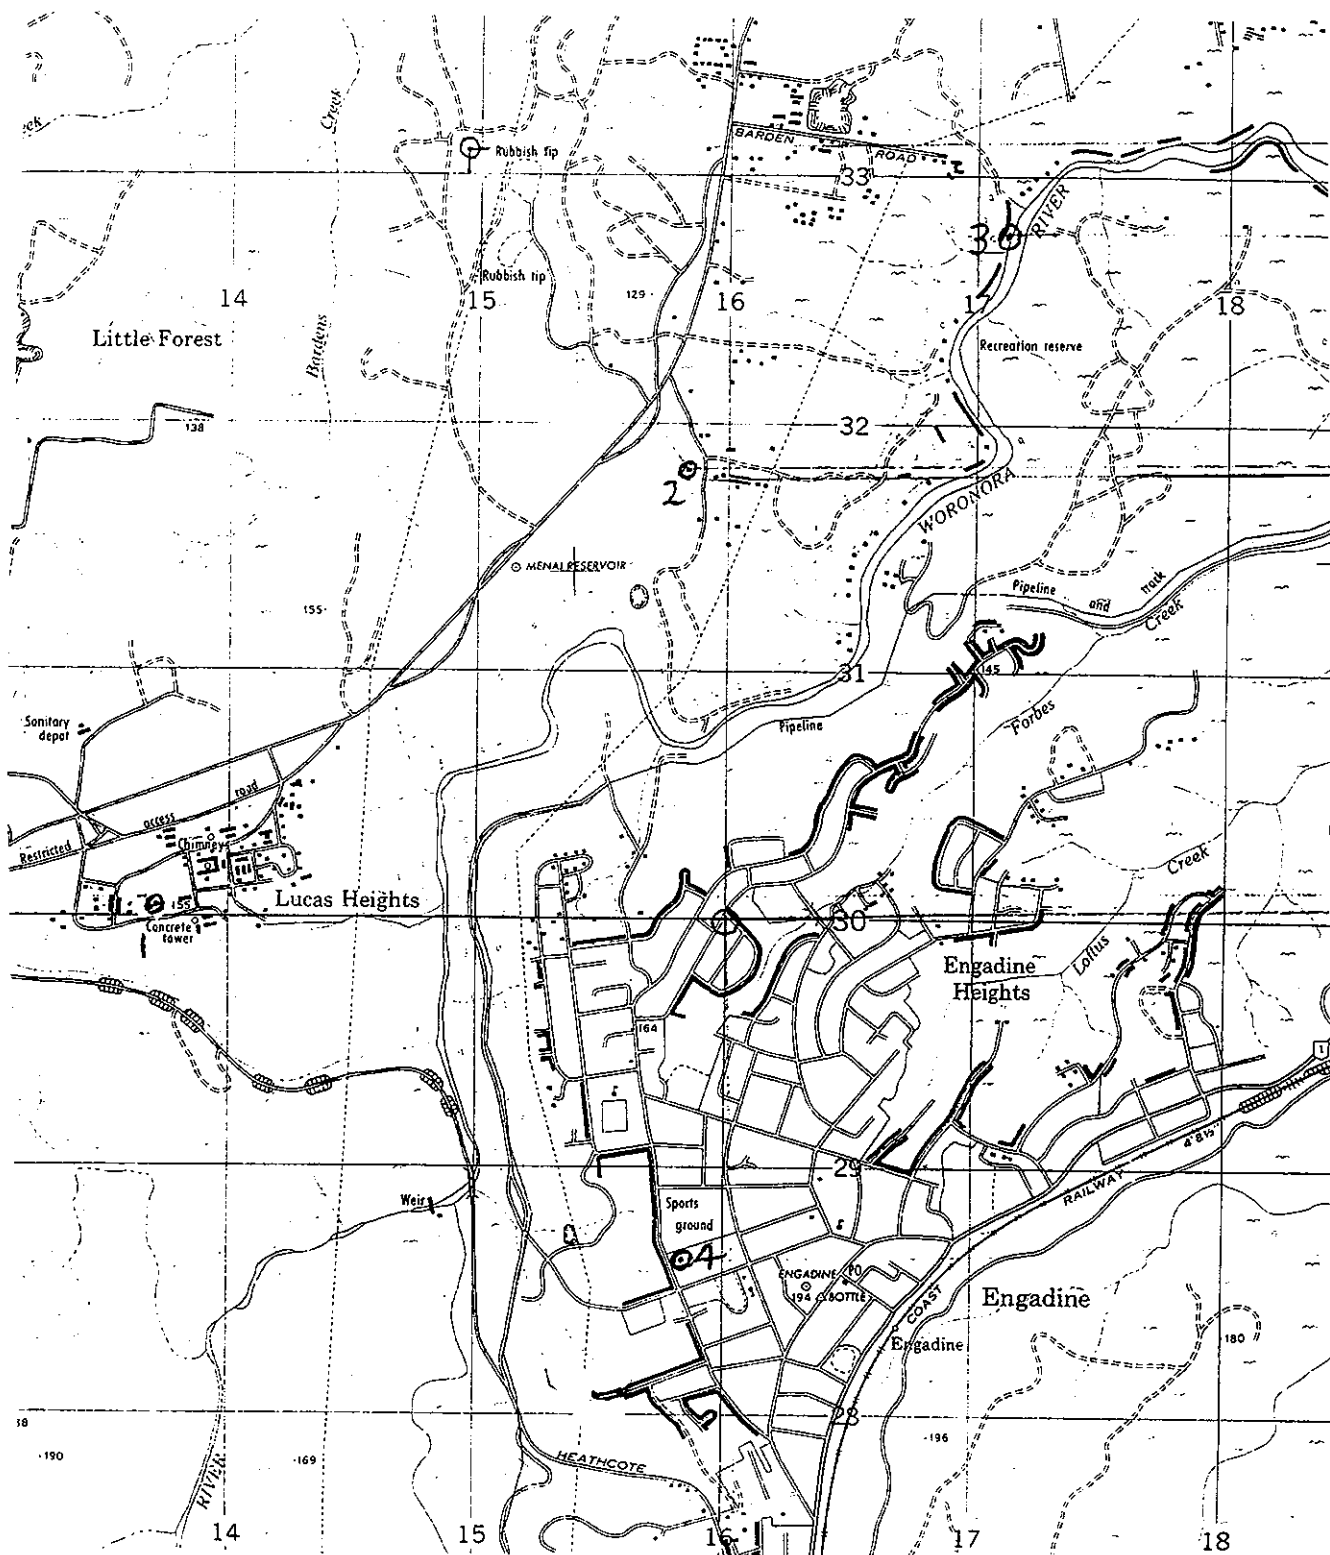 Creek
Rubbish tip
BARDEN ROAD
33
3
RIVER
Rubbish tip
129
14
15
16
17
18
Little Forest
Bardens
Recreation reserve
138
32
2
WORONORA
MENAI RESERVOIR
155
Pipeline and track
Creek
145
31
Sanitary
depot
Pipeline
Forbes
Restricted access road
Chimney
Creek
Lucas Heights
155
Concrete
tower
30
Loftus
Engadine
Heights
164
1
4' 8½"
29
RAILWAY
Weir
Sports
ground
4
ENGADINE
PO
194
BOTTLE
COAST
Engadine
Engadine
180
28
38
190
169
196
HEATHCOTE
RIVER
14
15
16
17
18